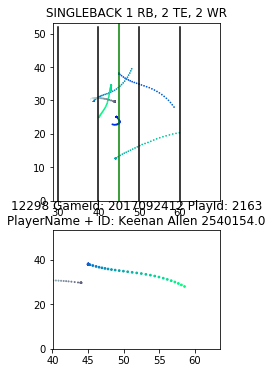 SINGLEBACK 1 RB, 2 TE, 2 WR
50
40
30
20
10
0
30 40 50 60
12298 GameId: 2017092412 PlayId: 2163
PlayerName + ID: Keenan Allen 2540154.0
40
20
0
40 45 50 55 60